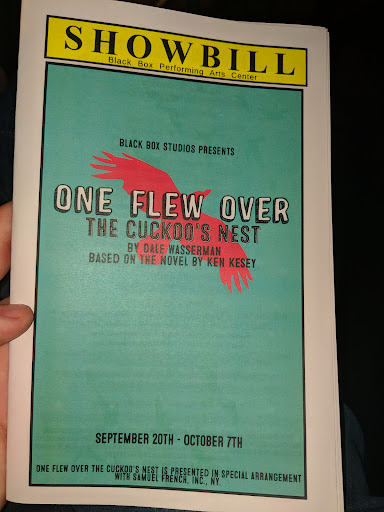 SHOWBILL
Black Box Performing Arts Center
BLACK BOX STUDIOS PRESENTS
ONE FLEW OVER
THE CUCKOO'S NEST
BY DALE WASSERMAN
BASED ON THE NOVEL BY KEN KESEY
SEPTEMBER 20TH - OCTOBER 7TH
ONE FLEW OVER THE CUCKOO'S NEST IS PRESENTED IN SPECIAL ARRANGEMENT
WITH SAMUEL FRENCH, INC., NY.